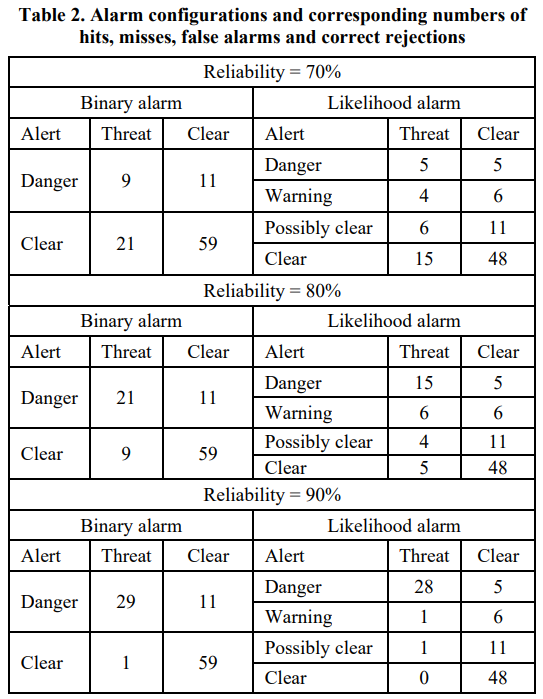 Table 2. Alarm configurations and corresponding numbers of
hits, misses, false alarms and correct rejections
Reliability = 70%
Binary alarm Likelihood alarm
Alert Threat Clear Alert Threat Clear
Danger 9 11 Danger 5 5
Warning 4 6
Clear 21 59 Possibly clear 6 11
Clear 15 48
Reliability = 80%
Binary alarm Likelihood alarm
Alert Threat Clear Alert Threat Clear
Danger 21 11 Danger 15 5
Warning 6 6
Clear 9 59 Possibly clear 4 11
Clear 5 48
Reliability = 90%
Binary alarm Likelihood alarm
Alert Threat Clear Alert Threat Clear
Danger 29 11 Danger 28 5
Warning 1 6
Clear 1 59 Possibly clear 1 11
Clear 0 48